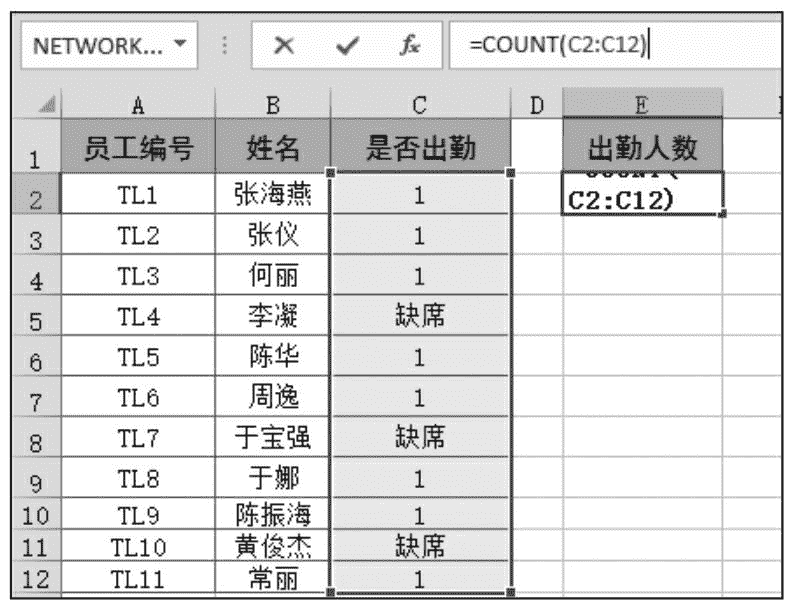 NETWORK... fx =COUNT(C2:C12)
A B C D E
1 员工编号 姓名 是否出勤 出勤人数
2 TL1 张海燕 1 C2:C12)
3 TL2 张仪 1
4 TL3 何丽 1
5 TL4 李凝 缺席
6 TL5 陈华 1
7 TL6 周逸 1
8 TL7 于宝强 缺席
9 TL8 于娜 1
10 TL9 陈振海 1
11 TL10 黄俊杰 缺席
12 TL11 常丽 1